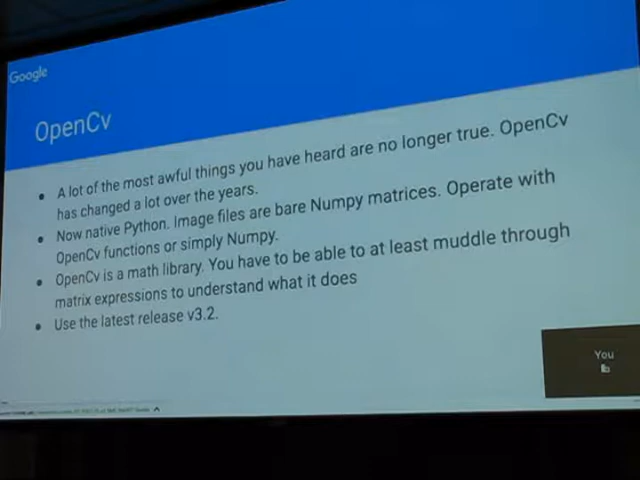 Google
OpenCv
• A lot of the most awful things you have heard are no longer true. OpenCv
has changed a lot over the years.
• Now native Python. Image files are bare Numpy matrices. Operate with
OpenCv functions or simply Numpy.
• OpenCv is a math library. You have to be able to at least muddle through
matrix expressions to understand what it does
• Use the latest release v3.2.
You